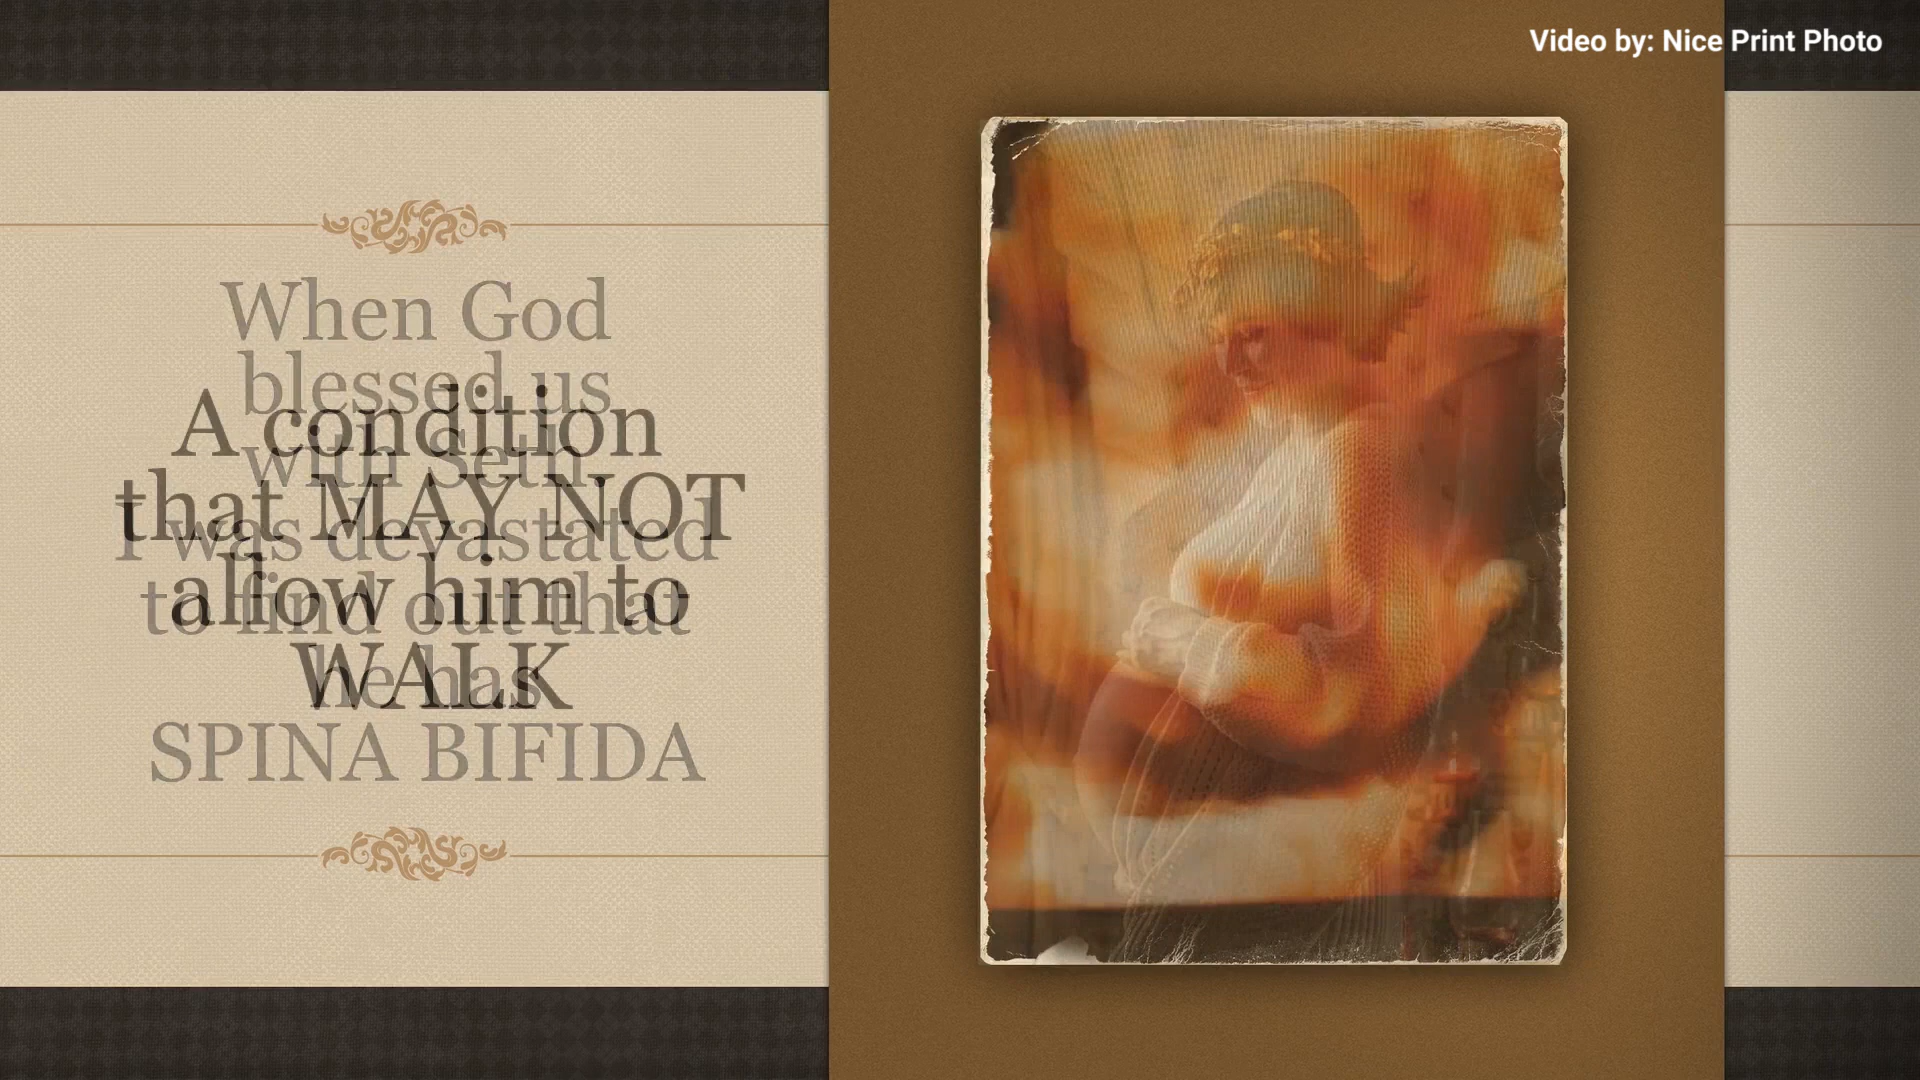 Video by: Nice Print Photo
When God
blessed us
with Seth,
I was devastated
to find out that
he has
SPINA BIFIDA
A condition
that MAY NOT
allow him to
WALK